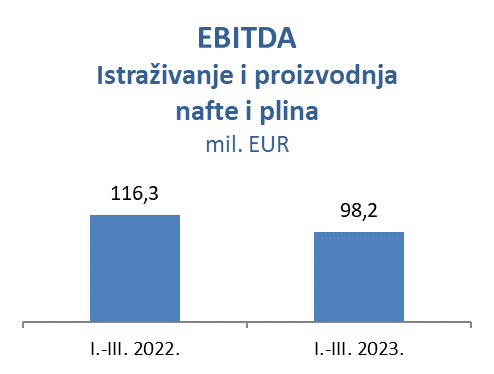 EBITDA
Istraživanje i proizvodnja
nafte i plina
mil. EUR
116,3
98,2
I.-III. 2022.
I.-III. 2023.